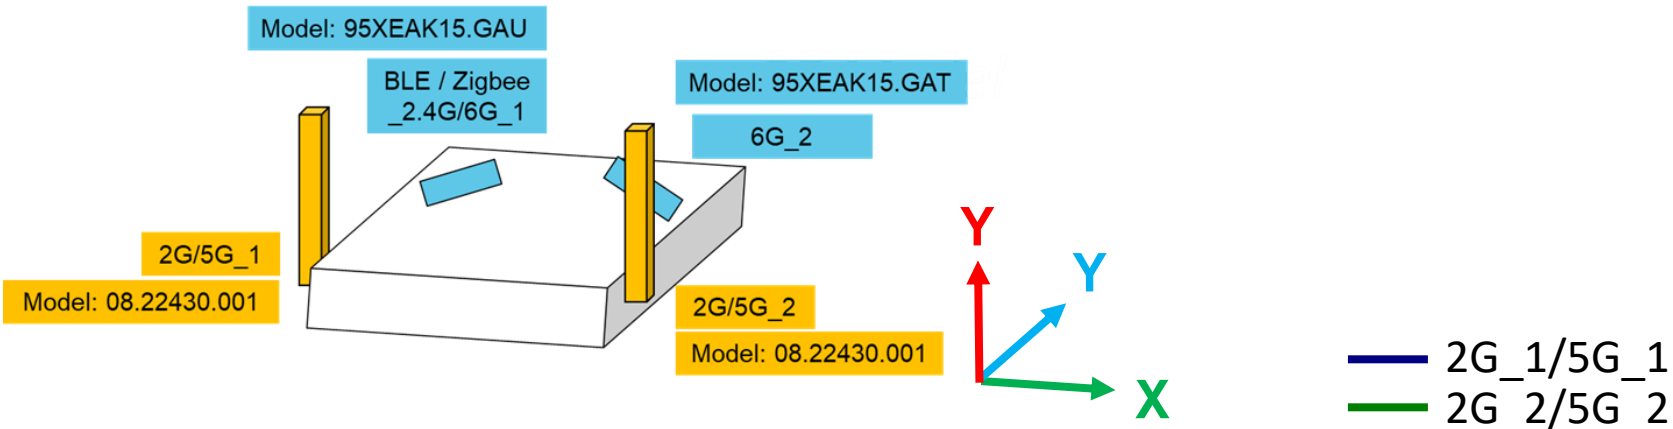 Model: 95XEAK15.GAU
BLE / Zigbee
_2.4G/6G_1
Model: 95XEAK15.GAT
6G_2
2G/5G_1
Model: 08.22430.001
2G/5G_2
Model: 08.22430.001
Y
Y
X
2G_1/5G_1
2G_2/5G_2